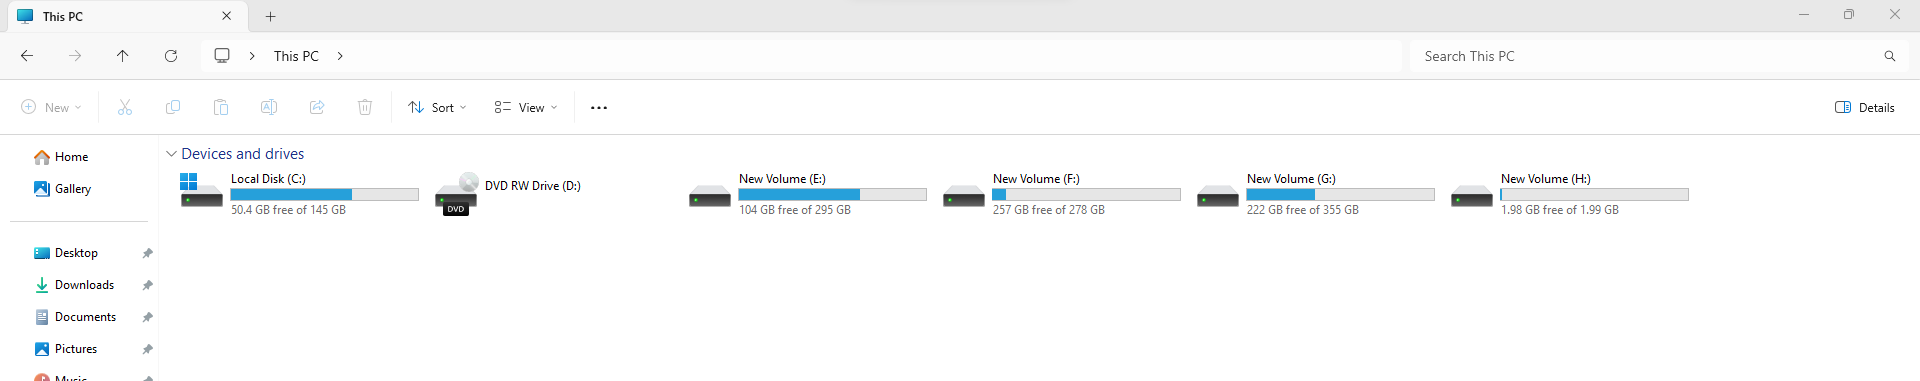 This PC
This PC
Search This PC
New
Sort
View
Details
Home
Gallery
Desktop
Downloads
Documents
Pictures
Music
Devices and drives
Local Disk (C:)
50.4 GB free of 145 GB
DVD RW Drive (D:)
DVD
New Volume (E:)
104 GB free of 295 GB
New Volume (F:)
257 GB free of 278 GB
New Volume (G:)
222 GB free of 355 GB
New Volume (H:)
1.98 GB free of 1.99 GB